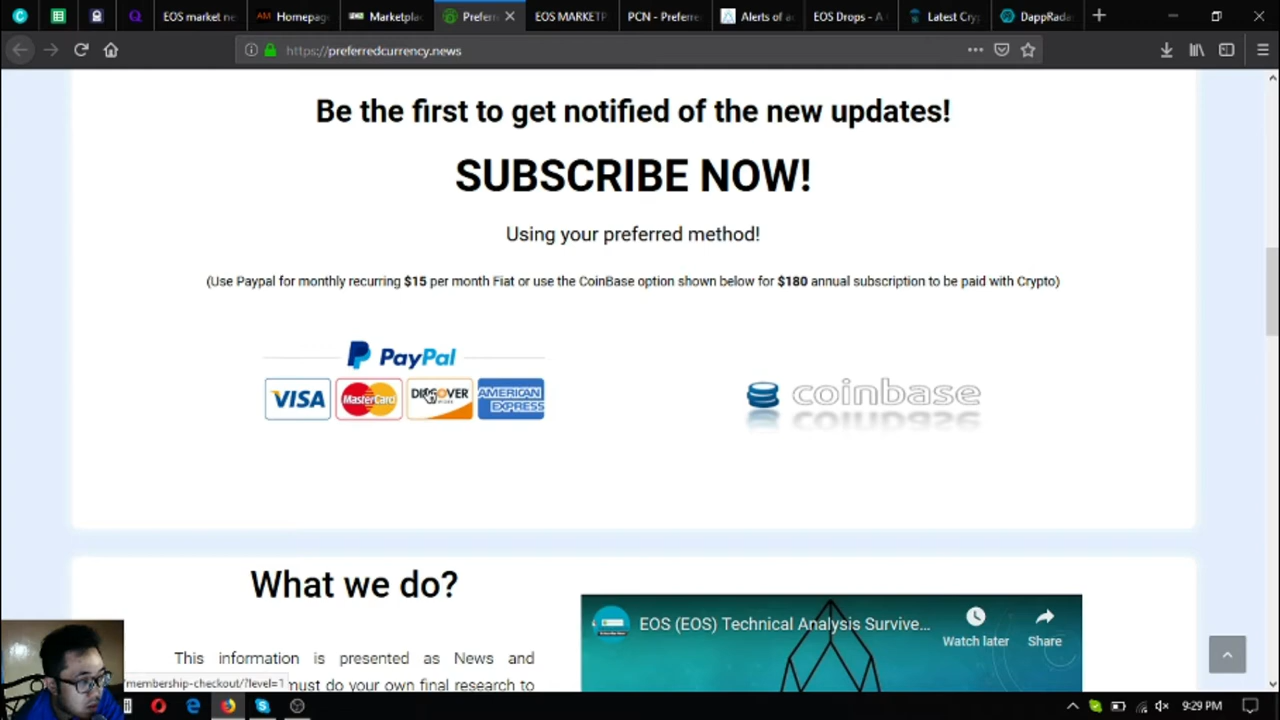 EOS market ne
Homepage
Marketplac
Prefer
EOS MARKETP
PCN - Preferre
Alerts of a
EOS Drops - A
Latest Cryp
DappRada
https://preferredcurrency.news
Be the first to get notified of the new updates!
SUBSCRIBE NOW!
Using your preferred method!
(Use Paypal for monthly recurring $15 per month Fiat or use the CoinBase option shown below for $180 annual subscription to be paid with Crypto)
PayPal
VISA MasterCard DISCOVER AMERICAN EXPRESS
coinbase
What we do?
EOS (EOS) Technical Analysis Survive...
Watch later
Share
This information is presented as News and
must do your own final research to
membership-checkout/?level=1
9:29 PM